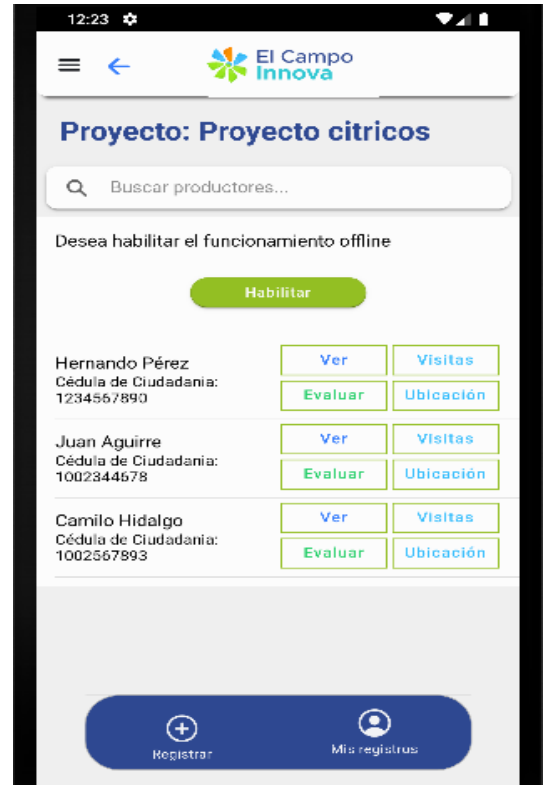 12:23
El Campo
Innova
Proyecto: Proyecto citricos
Buscar productores...
Desea habilitar el funcionamiento offline
Habilitar
Hernando Pérez
Cédula de Ciudadania:
1234567890
Ver
Visitas
Evaluar
Ubicación
Juan Aguirre
Cédula de Ciudadania:
1002344678
Ver
Visitas
Evaluar
Ubicación
Camilo Hidalgo
Cédula de Ciudadania:
1002567893
Ver
Visitas
Evaluar
Ubicación
Registrar
Mis registros